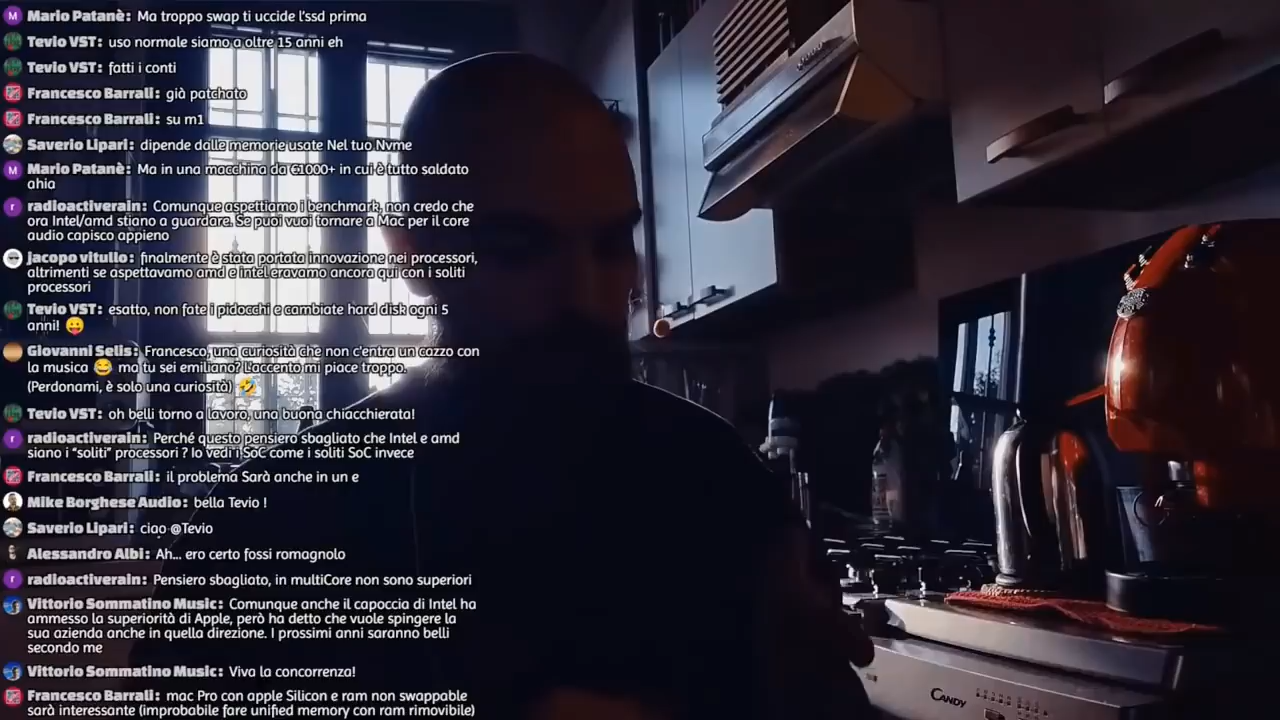 Mario Patanè: Ma troppo swap ti uccide l'ssd prima
Tevio VST: uso normale siamo a oltre 15 anni eh
Tevio VST: fatti i conti
Francesco Barrali: già patchato
Francesco Barrali: su m1
Saverio Lipari: dipende dalle memorie usate Nel tuo Nvme
Mario Patanè: Ma in una macchina da €1000+ in cui è tutto saldato
ahia
radioactiverain: Comunque aspettiamo i benchmark, non credo che
ora Intel/amd stiano a guardare. Se puoi vuoi tornare a Mac per il core
audio capisco appieno
jacopo vitullo: finalmente è stata portata innovazione nei processori,
altrimenti se aspettavamo amd e intel eravamo ancora qui con i soliti
processori
Tevio VST: esatto, non fate i pidocchi e cambiate hard disk ogni 5
anni! 😛
Giovanni Selis: Francesco, una curiosità che non c'entra un cazzo con
la musica 😂 ma tu sei emiliano? L'accento mi piace troppo.
(Perdonami, è solo una curiosità) 🤣
Tevio VST: oh belli torno a lavoro, una buona chiacchierata!
radioactiverain: Perché questo pensiero sbagliato che Intel e amd
siano i “soliti” processori ? Io vedi i SoC come i soliti SoC invece
Francesco Barrali: il problema Sarà anche in un e
Mike Borghese Audio: bella Tevio !
Saverio Lipari: ciao @Tevio
Alessandro Albi: Ah... ero certo fossi romagnolo
radioactiverain: Pensiero sbagliato, in multiCore non sono superiori
Vittorio Sommatino Music: Comunque anche il capoccia di Intel ha
ammesso la superiorità di Apple, però ha detto che vuole spingere la
sua azienda anche in quella direzione. I prossimi anni saranno belli
secondo me
Vittorio Sommatino Music: Viva la concorrenza!
Francesco Barrali: mac Pro con apple Silicon e ram non swappable
sarà interessante (improbabile fare unified memory con ram rimovibile)
CANDY